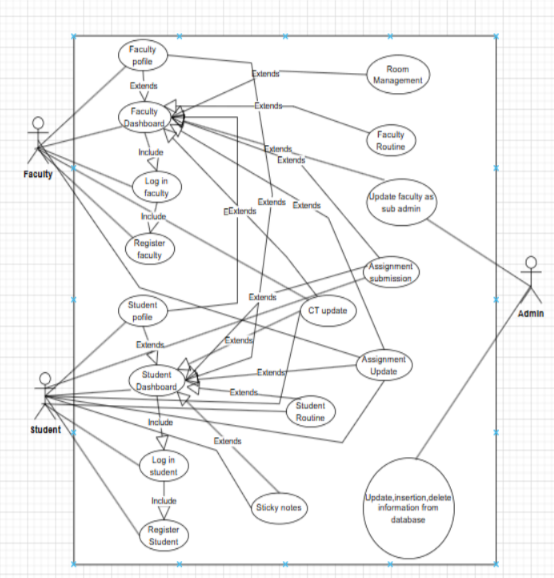 Faculty
pofile
Extends
Room
Management
Extends
Faculty
Dashboard
Extends
Faculty
Routine
Include
Extends
Extends
Log in
faculty
Update faculty as
sub admin
Faculty
Include
Extends
Extends
Extends
Register
faculty
Assignment
submission
Admin
Student
pofile
Extends
CT update
Extends
Extends
Assignment
Update
Student
Dashboard
Extends
Extends
Student
Routine
Student
Include
Extends
Log in
student
Include
Sticky notes
Update,insertion,delete
information from
database
Register
Student